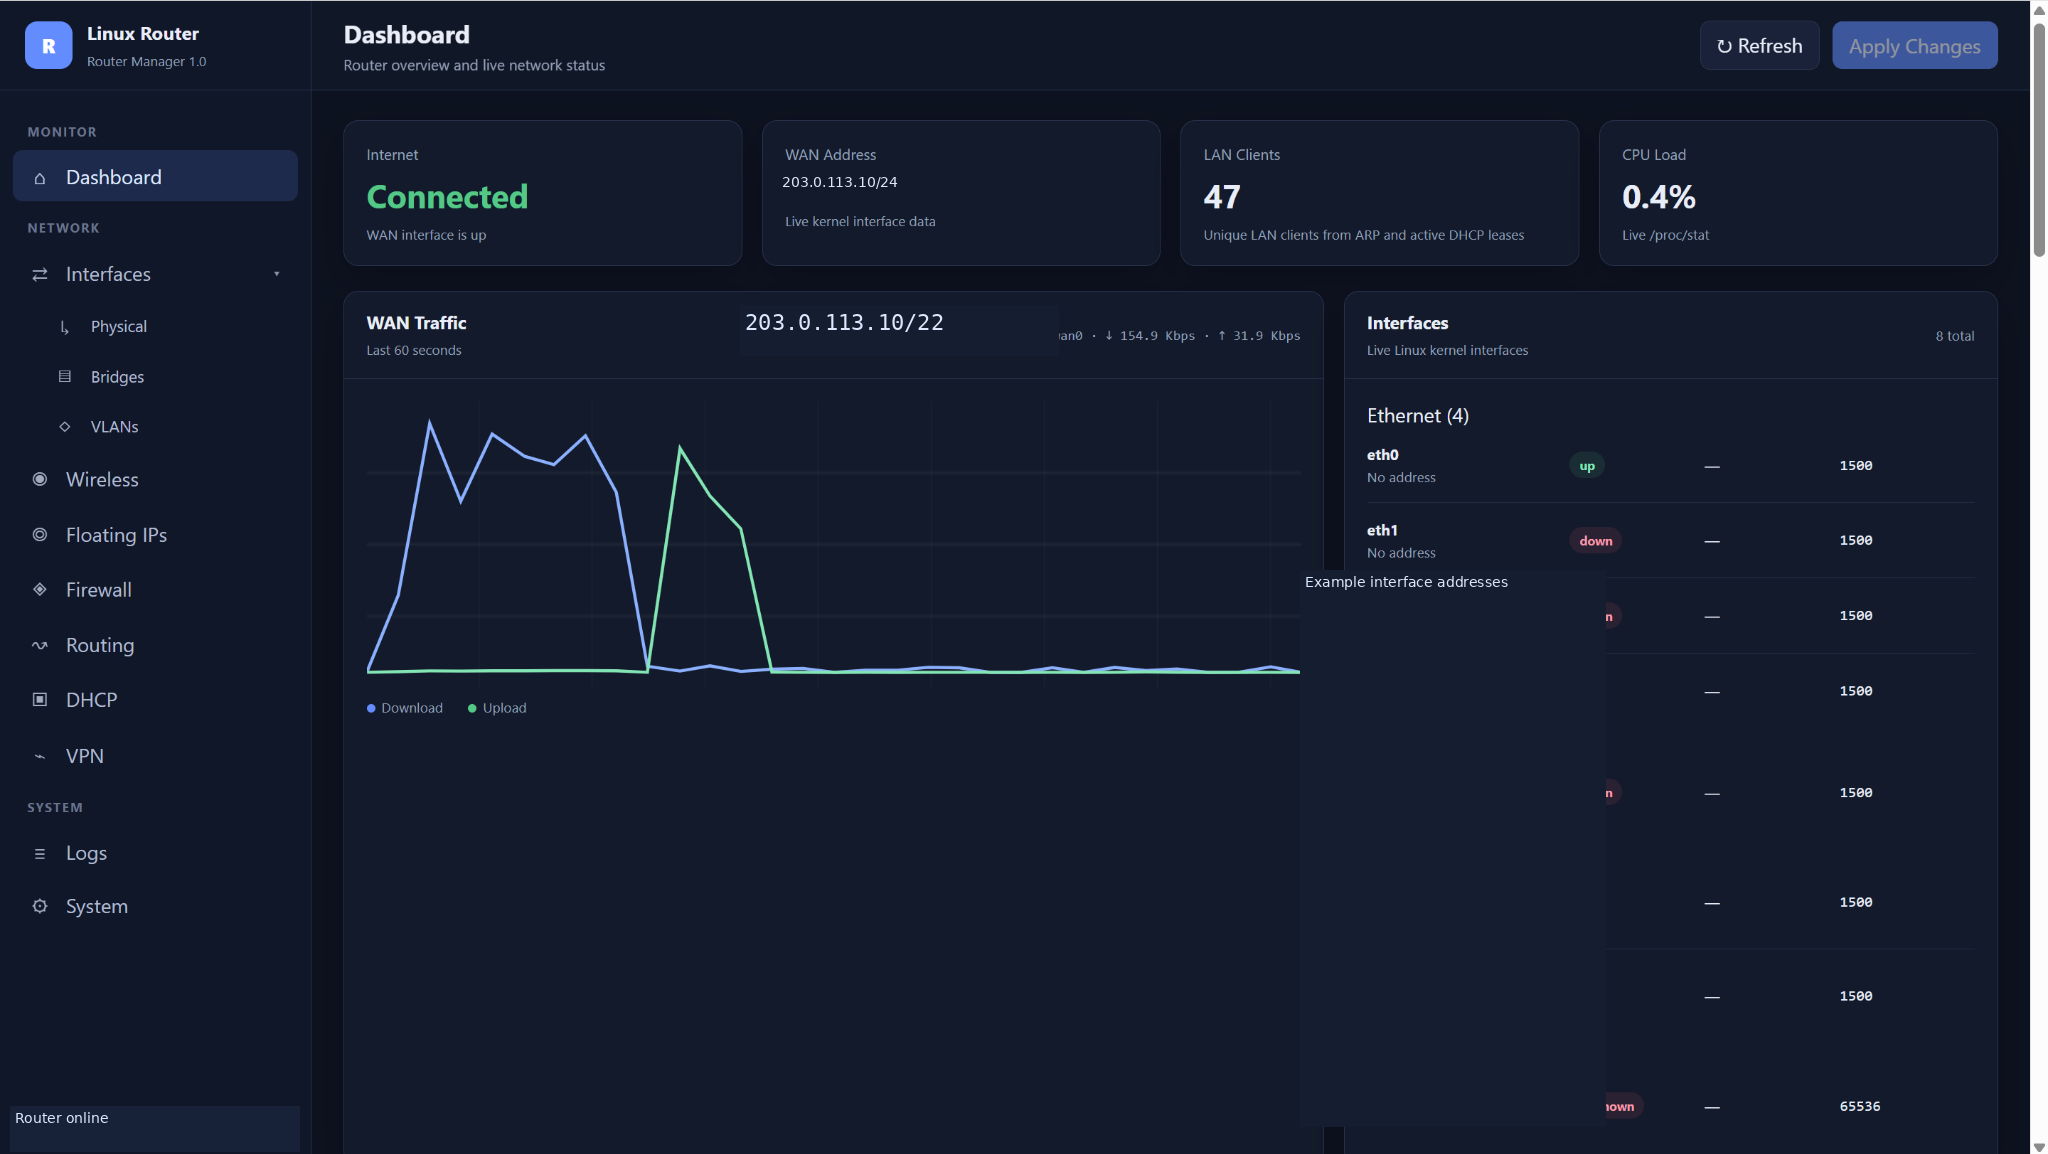 R
Linux Router
Router Manager 1.0
MONITOR
Dashboard
NETWORK
Interfaces
Physical
Bridges
VLANs
Wireless
Floating IPs
Firewall
Routing
DHCP
VPN
SYSTEM
Logs
System
Router online
Dashboard
Router overview and live network status
↻ Refresh
Apply Changes
Internet
Connected
WAN interface is up
WAN Address
203.0.113.10/24
Live kernel interface data
LAN Clients
47
Unique LAN clients from ARP and active DHCP leases
CPU Load
0.4%
Live /proc/stat
WAN Traffic
Last 60 seconds
203.0.113.10/22
an0 · ↓ 154.9 Kbps · ↑ 31.9 Kbps
Download
Upload
Interfaces
Live Linux kernel interfaces
8 total
Ethernet (4)
eth0
No address
up — 1500
eth1
No address
down — 1500
Example interface addresses
n — 1500
— 1500
n — 1500
— 1500
— 1500
nown — 65536